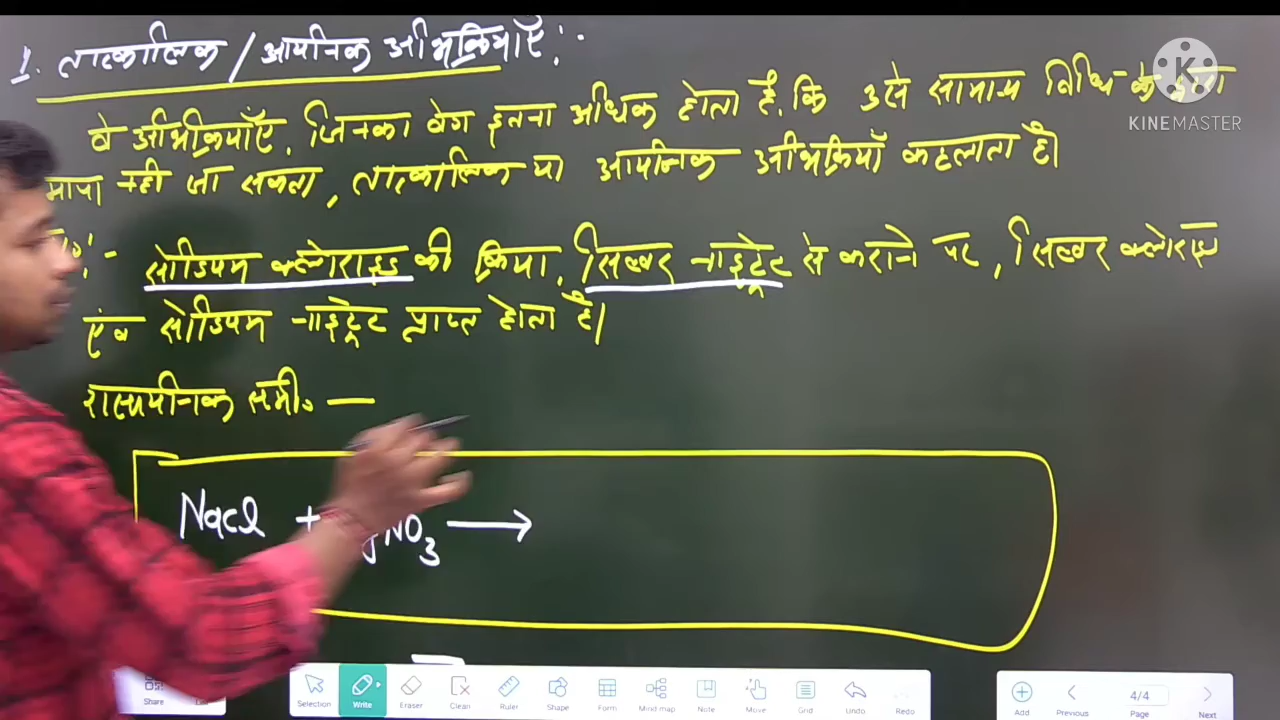 1. तात्कालिक / आयनिक अभिक्रियाएँ :-
वे अभिक्रियाँए, जिनका वेग इतना अधिक होता है, कि उसे सामान्य विधि के द्वारा
मापा नही जा सकता, तात्कालिक या आयनिक अभिक्रियाँ कहलाता है।
:- सोडियम क्लोराइड की क्रिया, सिल्वर नाइट्रेट से कराने पर, सिल्वर क्लोराइड
एंव सोडियम नाइट्रेट प्राप्त होता है।
रासायनिक समी० —
NaCl + gNO3 →
K
KINEMASTER
Share
Selection
Write
Eraser
Clean
Ruler
Shape
Form
Mind map
Note
Move
Grid
Undo
Redo
Add
Previous
4/4
Page
Next